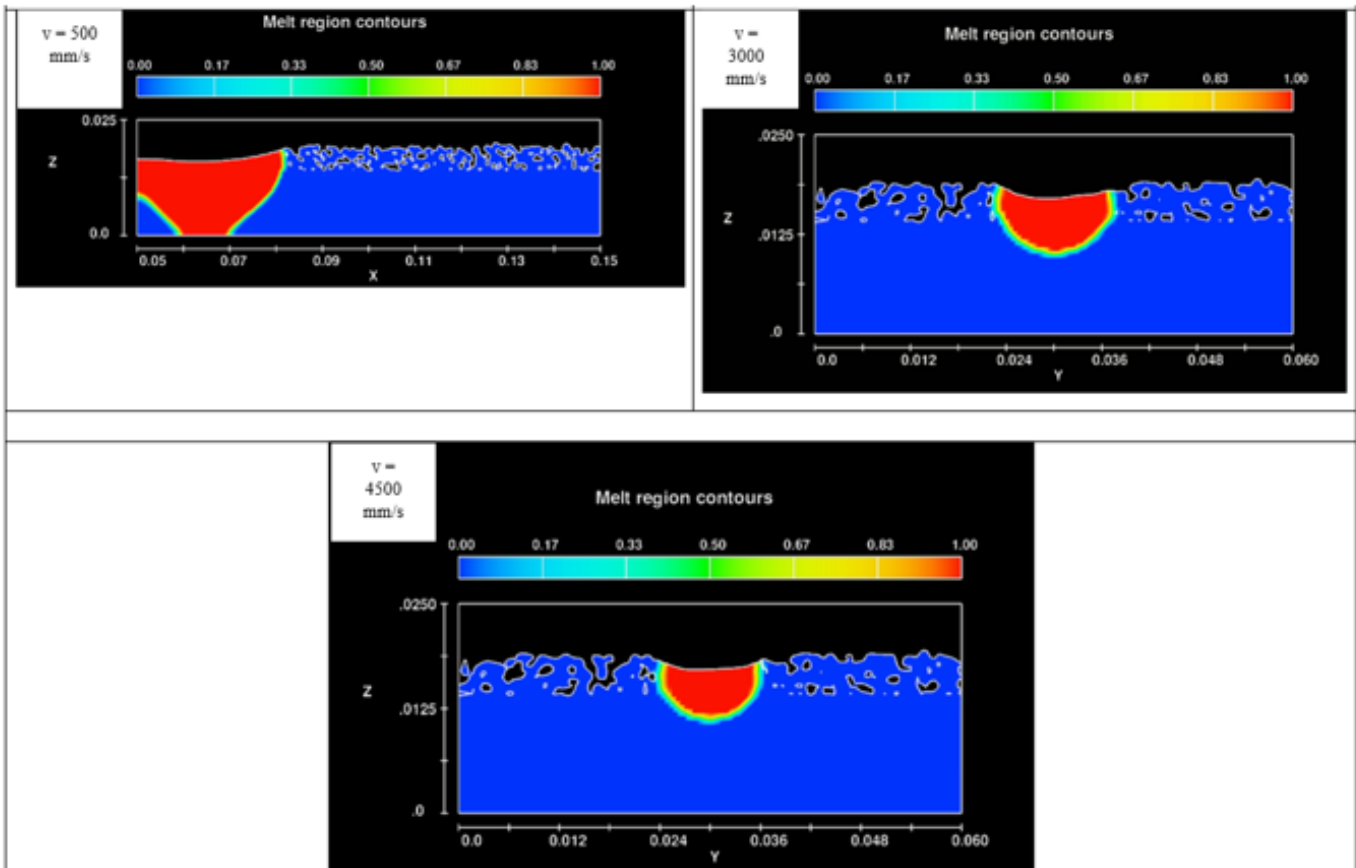 v = 500
mm/s
Melt region contours
0.00 0.17 0.33 0.50 0.67 0.83 1.00
0.025
Z
0.0
0.05 0.07 0.09 0.11 0.13 0.15
X
v =
3000
mm/s
Melt region contours
0.00 0.17 0.33 0.50 0.67 0.83 1.00
.0250
Z
.0125
.0
0.0 0.012 0.024 0.036 0.048 0.060
Y
v =
4500
mm/s
Melt region contours
0.00 0.17 0.33 0.50 0.67 0.83 1.00
.0250
Z
.0125
.0
0.0 0.012 0.024 0.036 0.048 0.060
Y